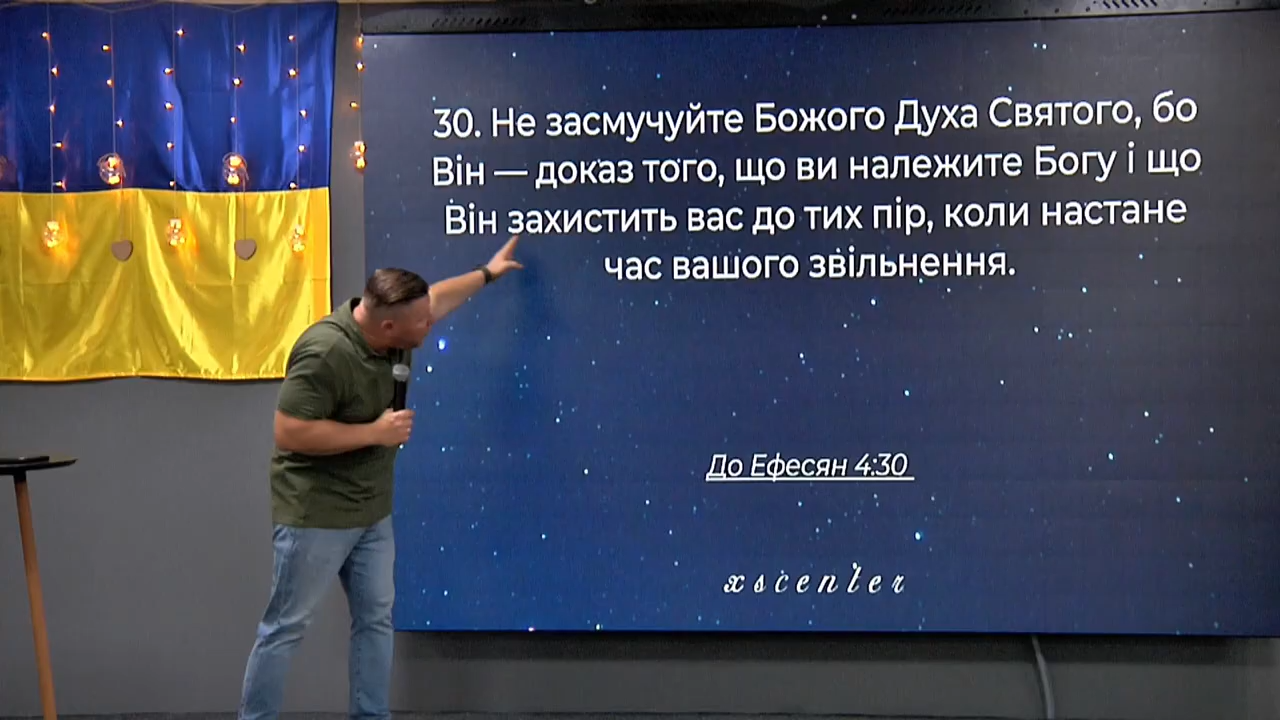 30. Не засмучуйте Божого Духа Святого, бо
Він — доказ того, що ви належите Богу і що
Він захистить вас до тих пір, коли настане
час вашого звільнення.
До Ефесян 4:30
xscenter